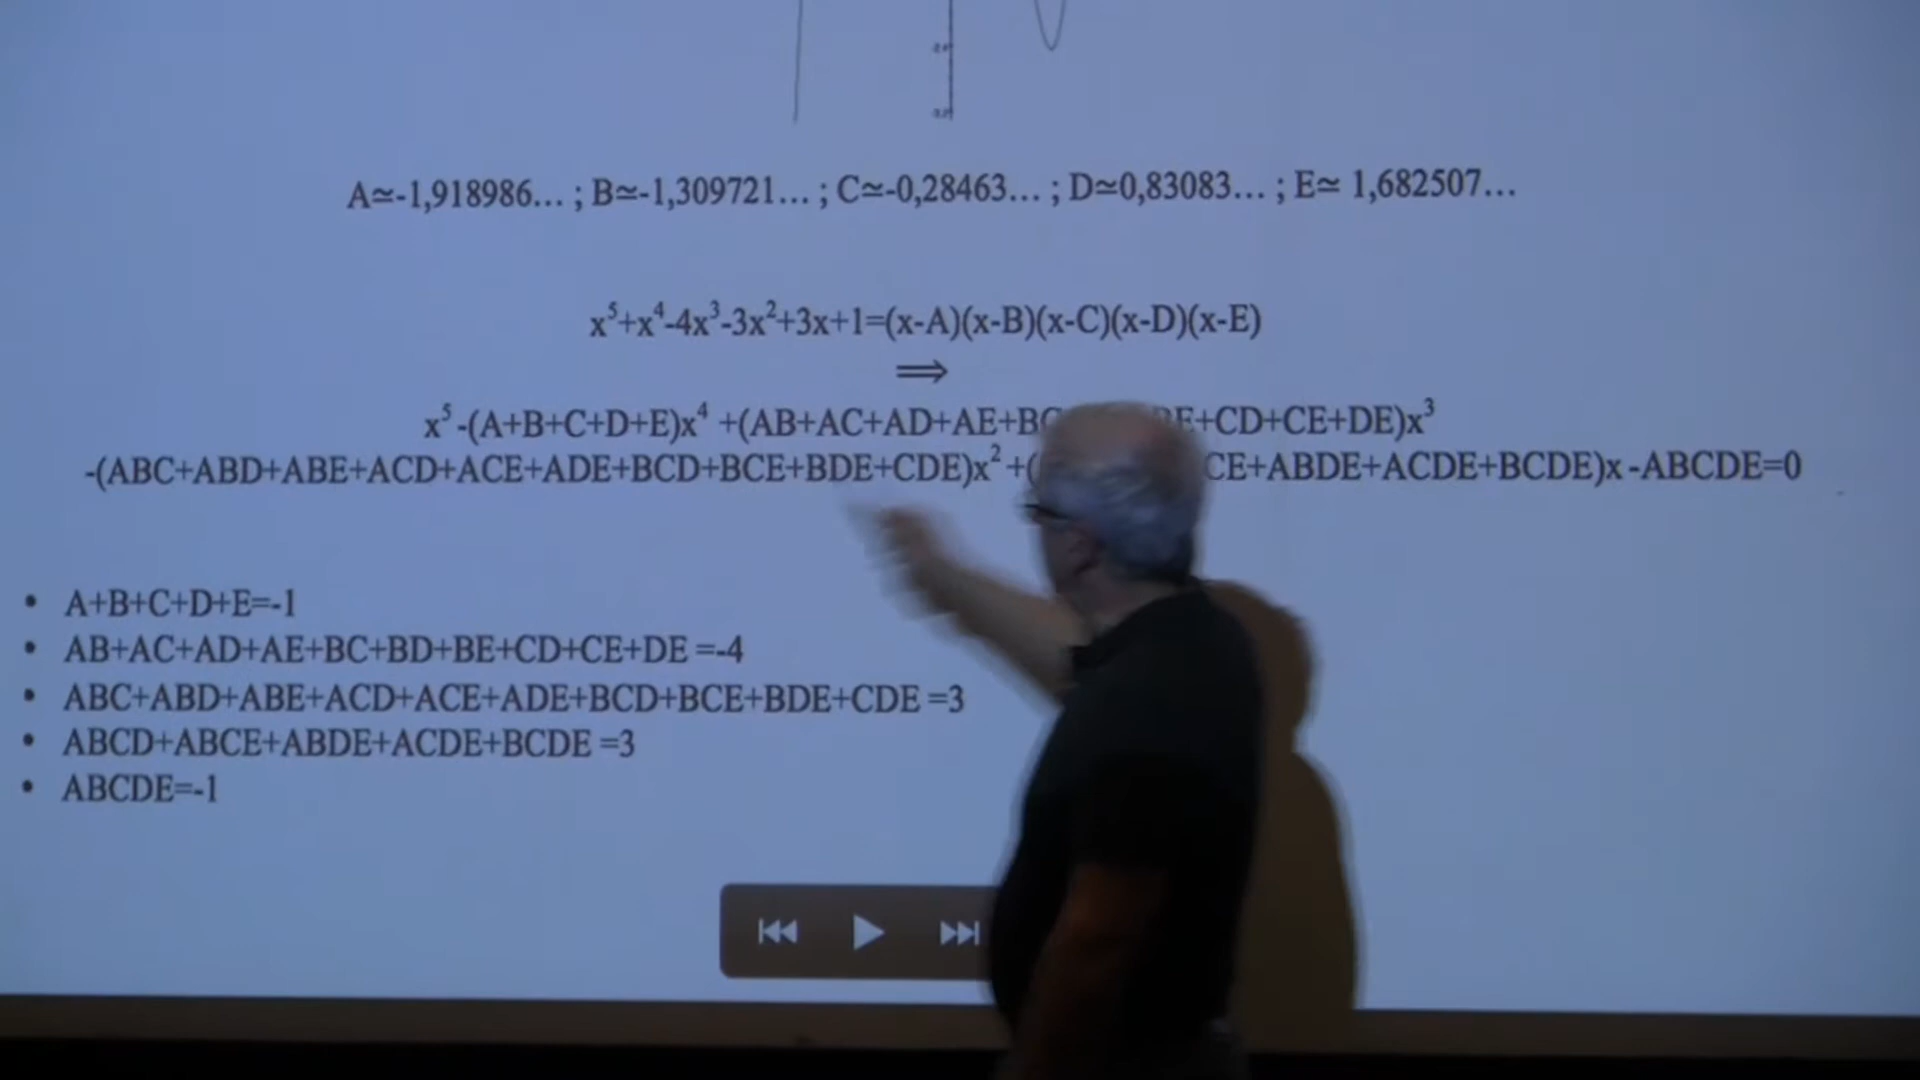 A≃-1,918986... ; B≃-1,309721... ; C≃-0,28463... ; D≃0,83083... ; E≃ 1,682507...
x⁵+x⁴-4x³-3x²+3x+1=(x-A)(x-B)(x-C)(x-D)(x-E)
⟹
x⁵-(A+B+C+D+E)x⁴ +(AB+AC+AD+AE+ E+CD+CE+DE)x³
-(ABC+ABD+ABE+ACD+ACE+ADE+BCD+BCE+BDE+CDE)x²+( CE+ABDE+ACDE+BCDE)x-ABCDE=0
• A+B+C+D+E=-1
• AB+AC+AD+AE+BC+BD+BE+CD+CE+DE =-4
• ABC+ABD+ABE+ACD+ACE+ADE+BCD+BCE+BDE+CDE =3
• ABCD+ABCE+ABDE+ACDE+BCDE =3
• ABCDE=-1